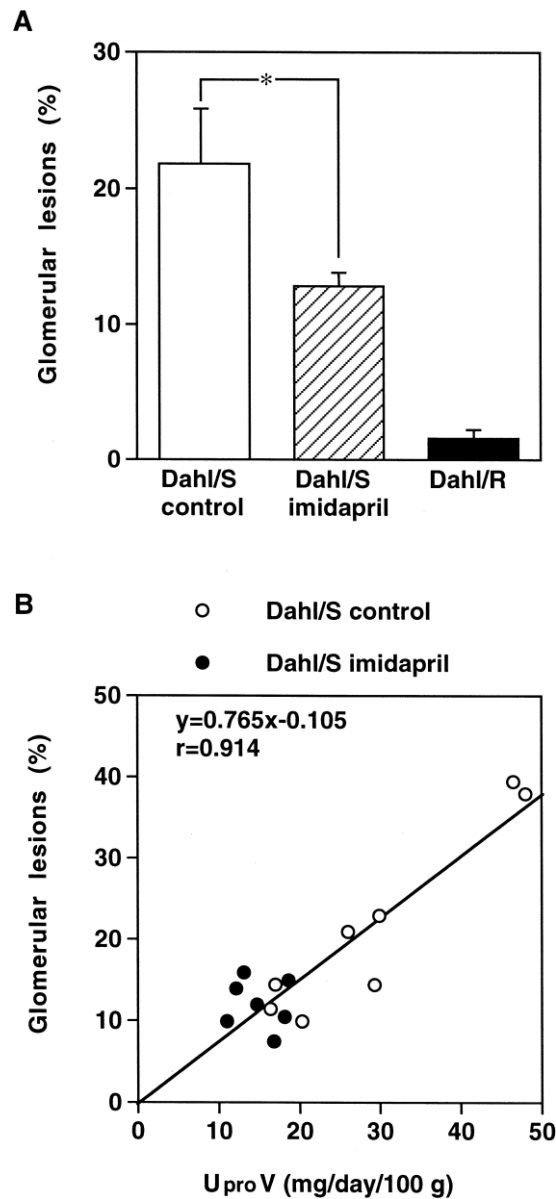 A
Glomerular lesions (%)
30
20
10
0
*
Dahl/S
control
Dahl/S
imidapril
Dahl/R
B
Dahl/S control
Dahl/S imidapril
y=0.765x-0.105
r=0.914
Glomerular lesions (%)
50
40
30
20
10
0
0 10 20 30 40 50
UproV (mg/day/100 g)